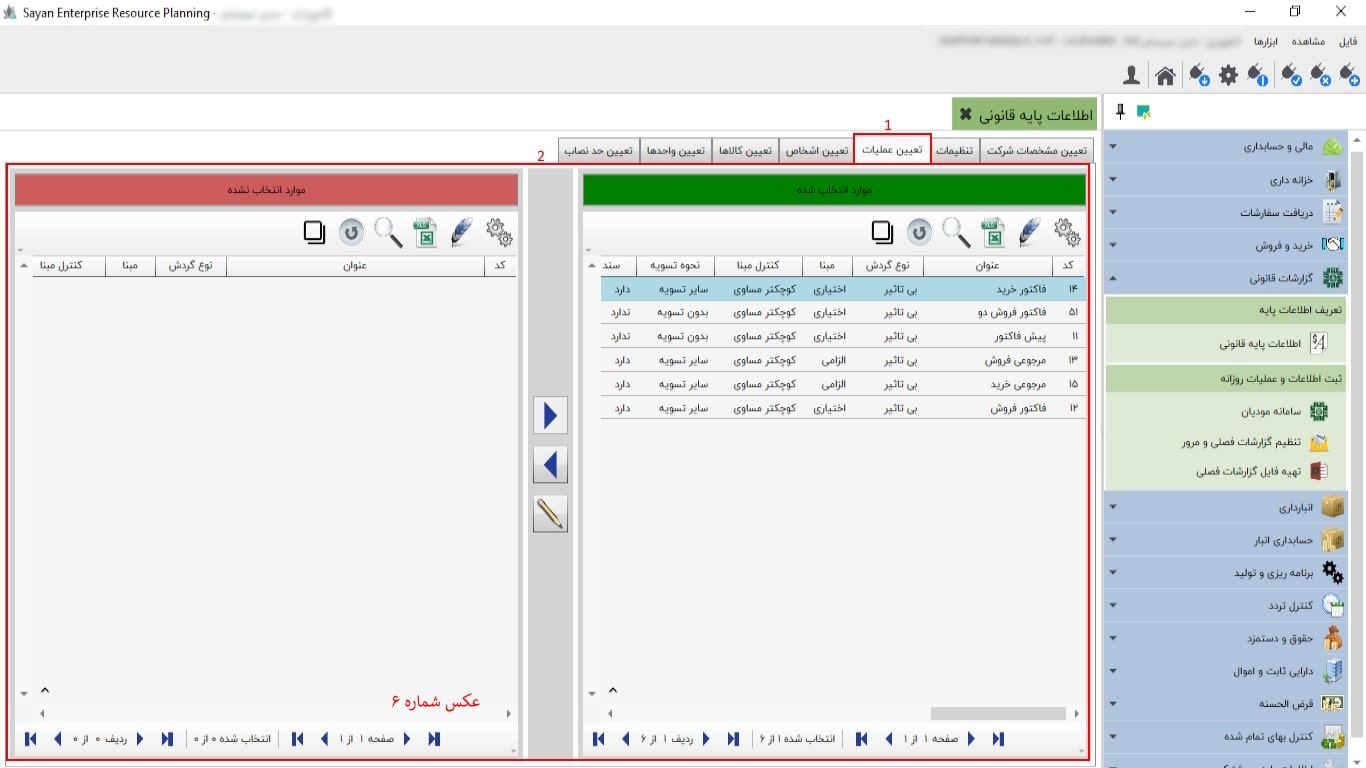 Sayan Enterprise Resource Planning -
فایل مشاهده ابزارها
اطلاعات پایه قانونی
1
تعیین مشخصات شرکت تنظیمات تعیین عملیات تعیین اشخاص تعیین کالاها تعیین واحدها تعیین حد نصاب
2
موارد انتخاب شده
کد عنوان نوع گردش مبنا کنترل مبنا نحوه تسویه سند
۱۴ فاکتور خرید بی تاثیر اختیاری کوچکتر مساوی سایر تسویه دارد
۵۱ فاکتور فروش دو بی تاثیر اختیاری کوچکتر مساوی بدون تسویه ندارد
۱۱ پیش فاکتور بی تاثیر اختیاری کوچکتر مساوی بدون تسویه ندارد
۱۳ مرجوعی فروش بی تاثیر الزامی کوچکتر مساوی سایر تسویه دارد
۱۵ مرجوعی خرید بی تاثیر الزامی کوچکتر مساوی سایر تسویه دارد
۱۲ فاکتور فروش بی تاثیر اختیاری کوچکتر مساوی سایر تسویه دارد
صفحه ۱ از ۱ انتخاب شده ۱ از ۶ ردیف ۱ از ۶
موارد انتخاب نشده
کد عنوان نوع گردش مبنا کنترل مبنا
عکس شماره ۶
صفحه ۱ از ۱ انتخاب شده ۰ از ۰ ردیف ۰ از ۰
مالی و حسابداری
خزانه داری
دریافت سفارشات
خرید و فروش
گزارشات قانونی
تعریف اطلاعات پایه
اطلاعات پایه قانونی
ثبت اطلاعات و عملیات روزانه
سامانه مودیان
تنظیم گزارشات فصلی و مرور
تهیه فایل گزارشات فصلی
انبارداری
حسابداری انبار
برنامه ریزی و تولید
کنترل تردد
حقوق و دستمزد
دارایی ثابت و اموال
قرض الحسنه
کنترل بهای تمام شده